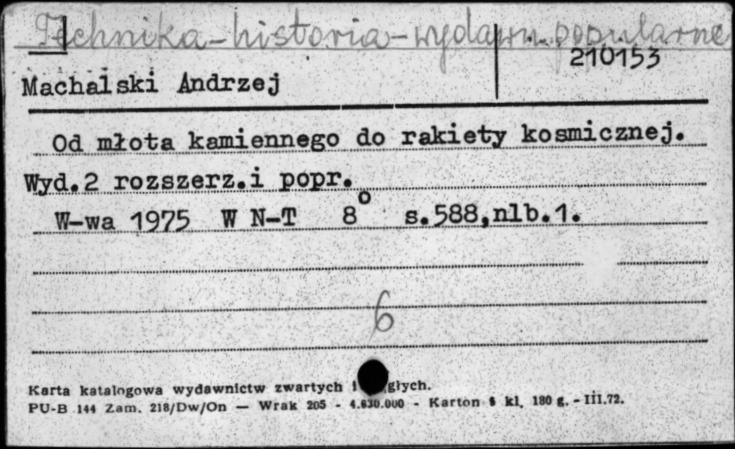 Technika - historia - wydawn. popularne
210153
Machalski Andrzej
Od młota kamiennego do rakiety kosmicznej.
Wyd.2 rozszerz.i popr.
W-wa 1975 W N-T 8° s.588,nlb.1.
6
Karta katalogowa wydawnictw zwartych i głych.
PU-B 144 Zam. 218/Dw/On — Wrak 205 - 4.630.000 - Karton kl, 180 g. - III.72.